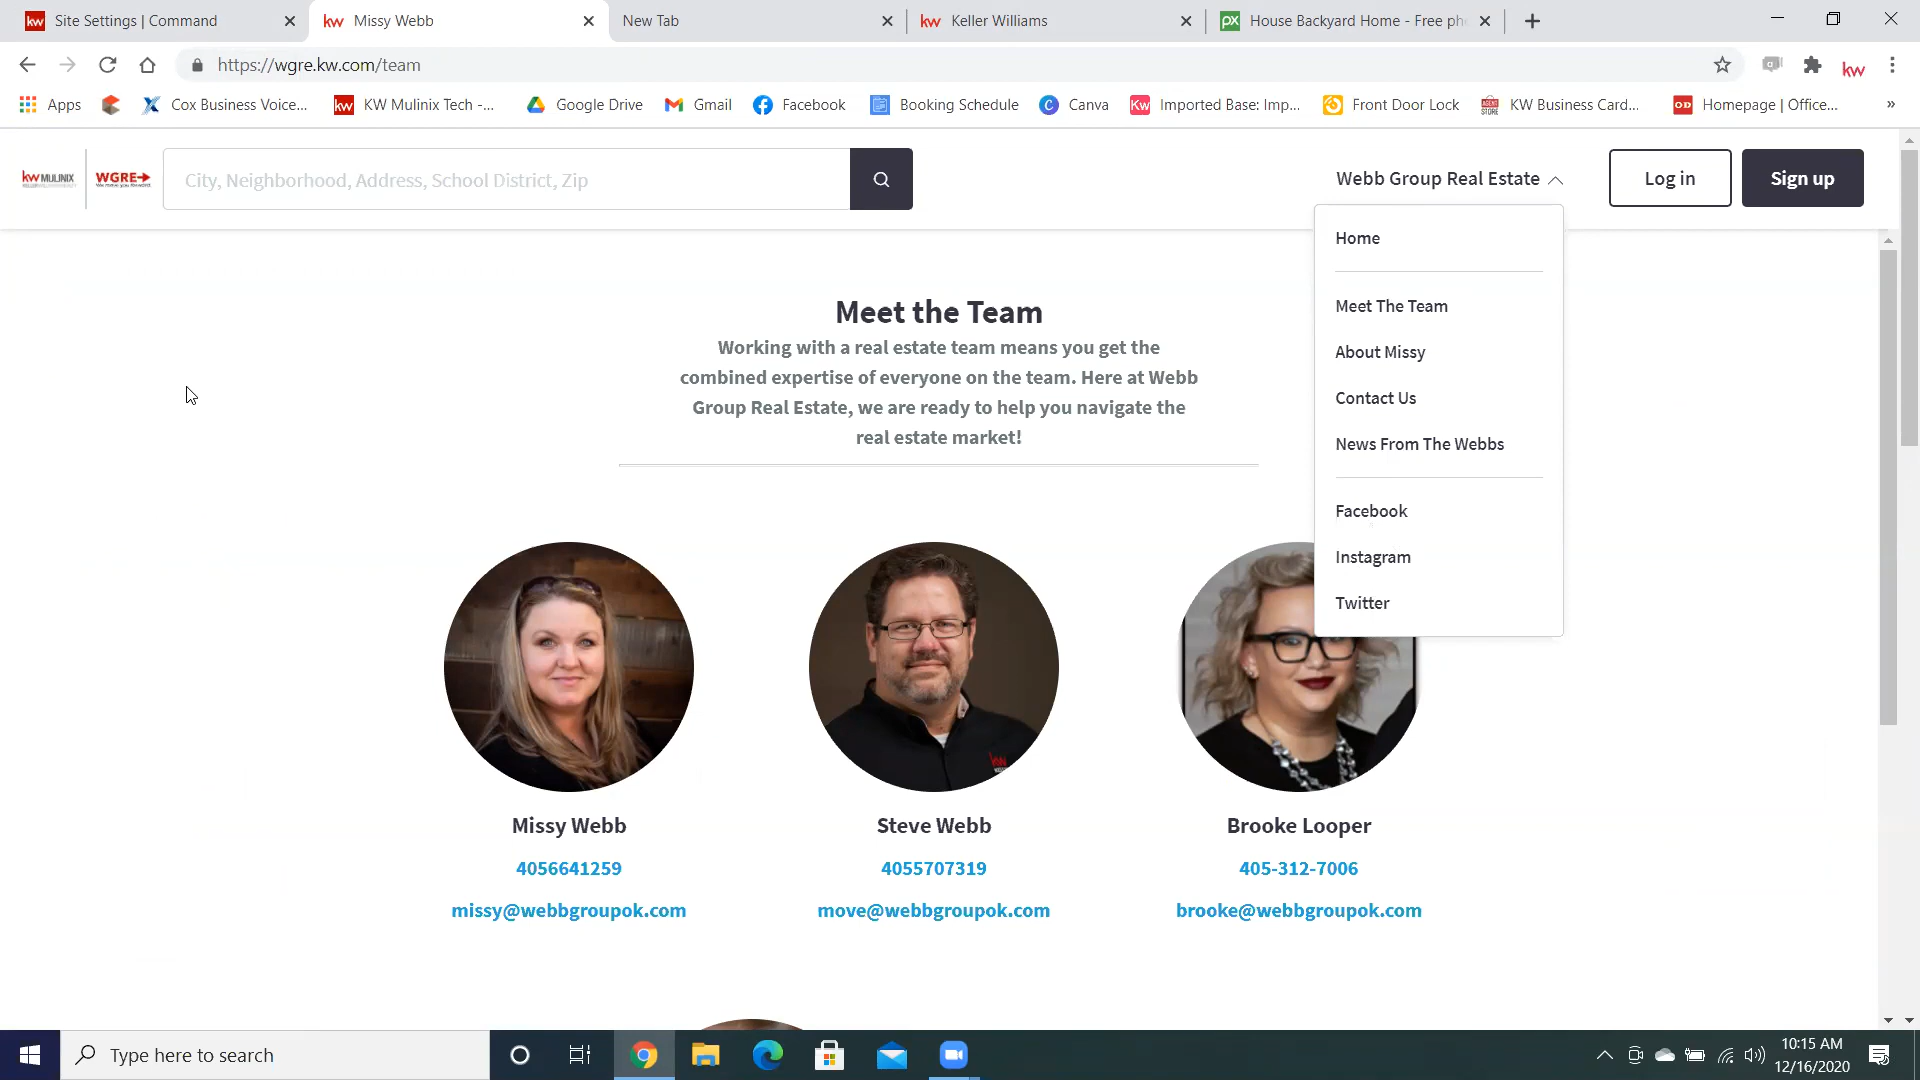 Site Settings | Command
Missy Webb
New Tab
Keller Williams
House Backyard Home - Free ph
https://wgre.kw.com/team
Apps
Cox Business Voice...
KW Mulinix Tech -...
Google Drive
Gmail
Facebook
Booking Schedule
Canva
Imported Base: Imp...
Front Door Lock
KW Business Card...
Homepage | Office...
kw MULINIX
WGRE
City, Neighborhood, Address, School District, Zip
Webb Group Real Estate
Log in
Sign up
Home
Meet The Team
About Missy
Contact Us
News From The Webbs
Facebook
Instagram
Twitter
Meet the Team
Working with a real estate team means you get the
combined expertise of everyone on the team. Here at Webb
Group Real Estate, we are ready to help you navigate the
real estate market!
Missy Webb
4056641259
missy@webbgroupok.com
Steve Webb
4055707319
move@webbgroupok.com
Brooke Looper
405-312-7006
brooke@webbgroupok.com
Type here to search
10:15 AM
12/16/2020